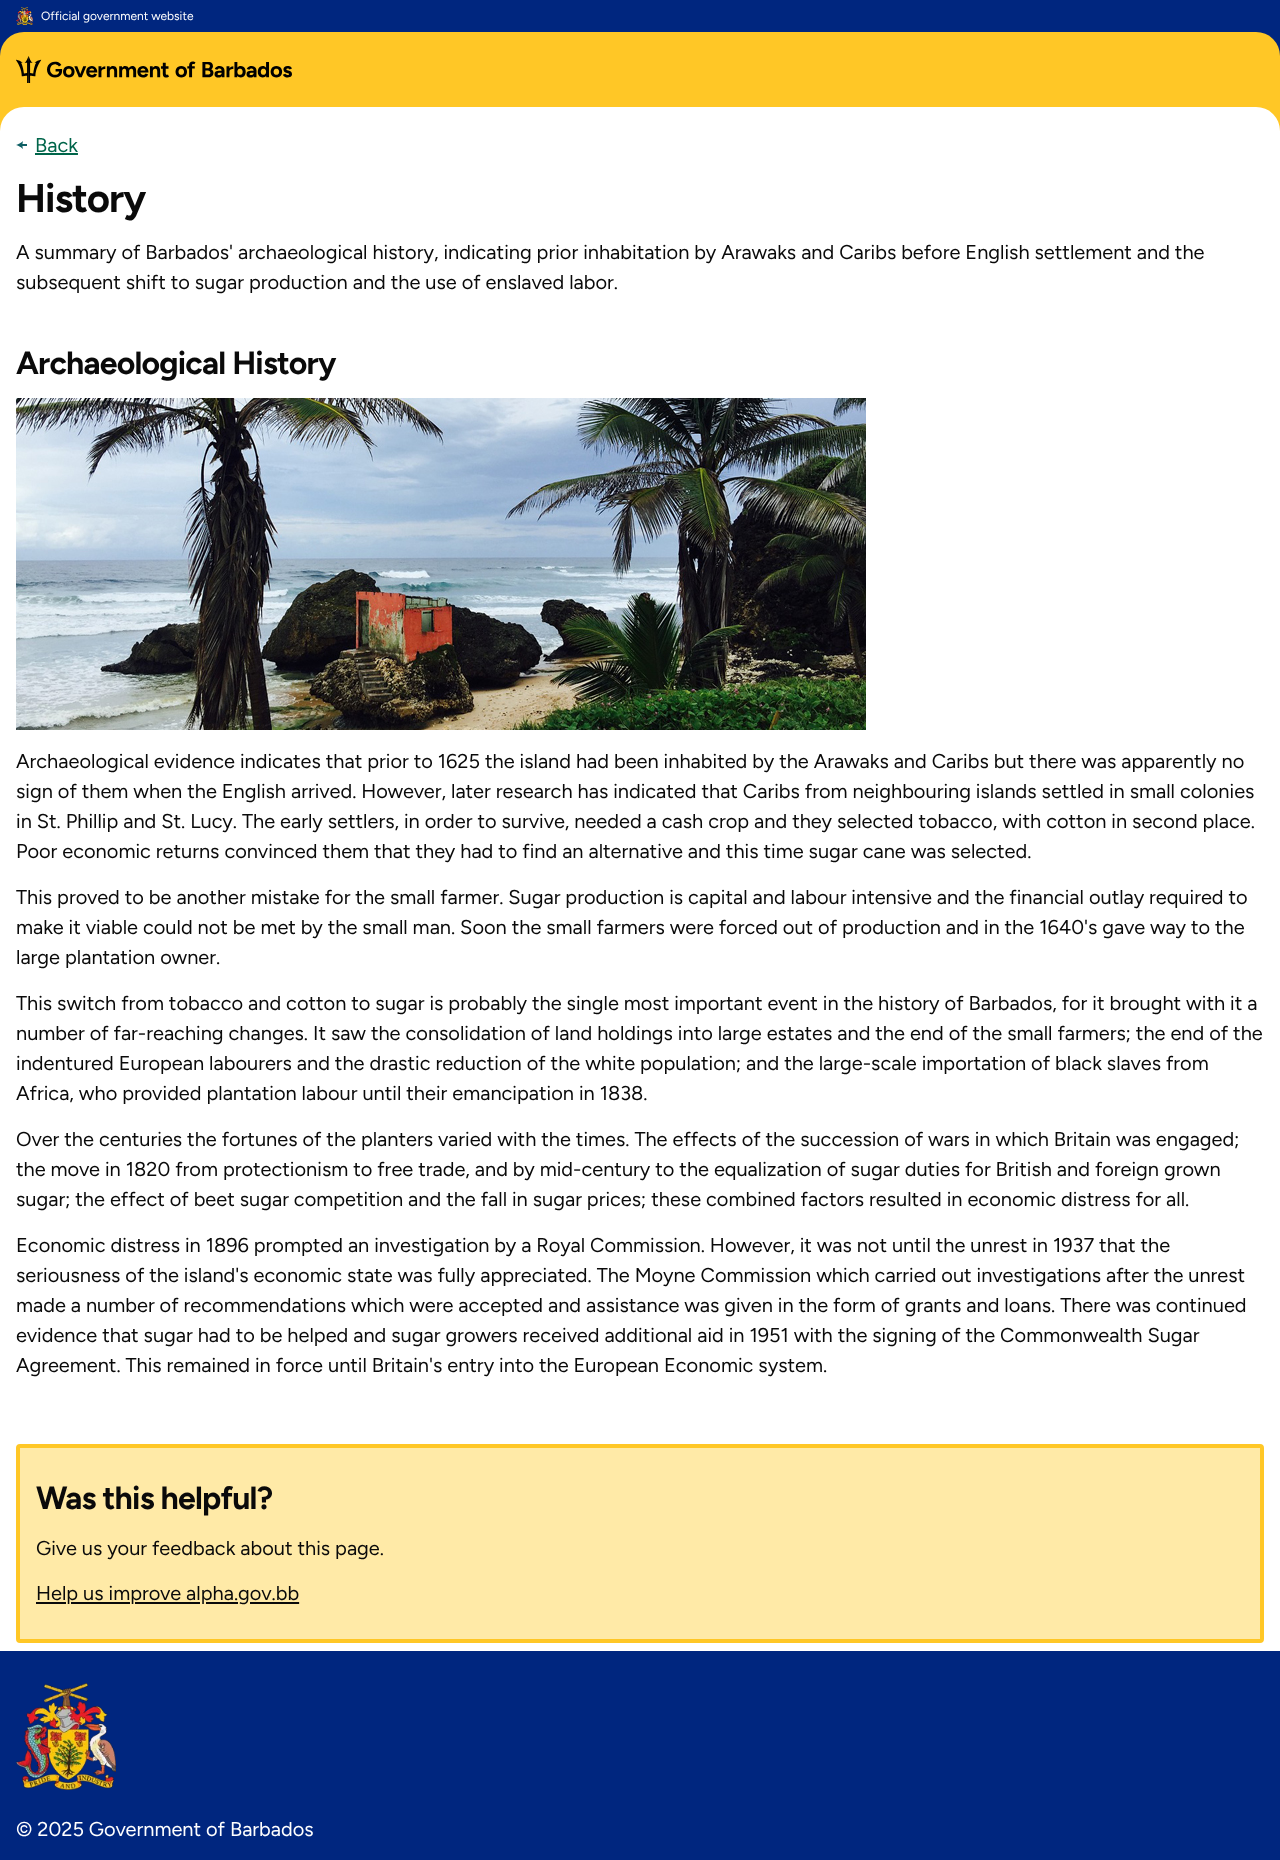 Official government website
Government of Barbados
Back
History
A summary of Barbados' archaeological history, indicating prior inhabitation by Arawaks and Caribs before English settlement and the
subsequent shift to sugar production and the use of enslaved labor.
Archaeological History
Archaeological evidence indicates that prior to 1625 the island had been inhabited by the Arawaks and Caribs but there was apparently no
sign of them when the English arrived. However, later research has indicated that Caribs from neighbouring islands settled in small colonies
in St. Phillip and St. Lucy. The early settlers, in order to survive, needed a cash crop and they selected tobacco, with cotton in second place.
Poor economic returns convinced them that they had to find an alternative and this time sugar cane was selected.
This proved to be another mistake for the small farmer. Sugar production is capital and labour intensive and the financial outlay required to
make it viable could not be met by the small man. Soon the small farmers were forced out of production and in the 1640's gave way to the
large plantation owner.
This switch from tobacco and cotton to sugar is probably the single most important event in the history of Barbados, for it brought with it a
number of far-reaching changes. It saw the consolidation of land holdings into large estates and the end of the small farmers; the end of the
indentured European labourers and the drastic reduction of the white population; and the large-scale importation of black slaves from
Africa, who provided plantation labour until their emancipation in 1838.
Over the centuries the fortunes of the planters varied with the times. The effects of the succession of wars in which Britain was engaged;
the move in 1820 from protectionism to free trade, and by mid-century to the equalization of sugar duties for British and foreign grown
sugar; the effect of beet sugar competition and the fall in sugar prices; these combined factors resulted in economic distress for all.
Economic distress in 1896 prompted an investigation by a Royal Commission. However, it was not until the unrest in 1937 that the
seriousness of the island's economic state was fully appreciated. The Moyne Commission which carried out investigations after the unrest
made a number of recommendations which were accepted and assistance was given in the form of grants and loans. There was continued
evidence that sugar had to be helped and sugar growers received additional aid in 1951 with the signing of the Commonwealth Sugar
Agreement. This remained in force until Britain's entry into the European Economic system.
Was this helpful?
Give us your feedback about this page.
Help us improve alpha.gov.bb
PRIDE AND INDUSTRY
© 2025 Government of Barbados